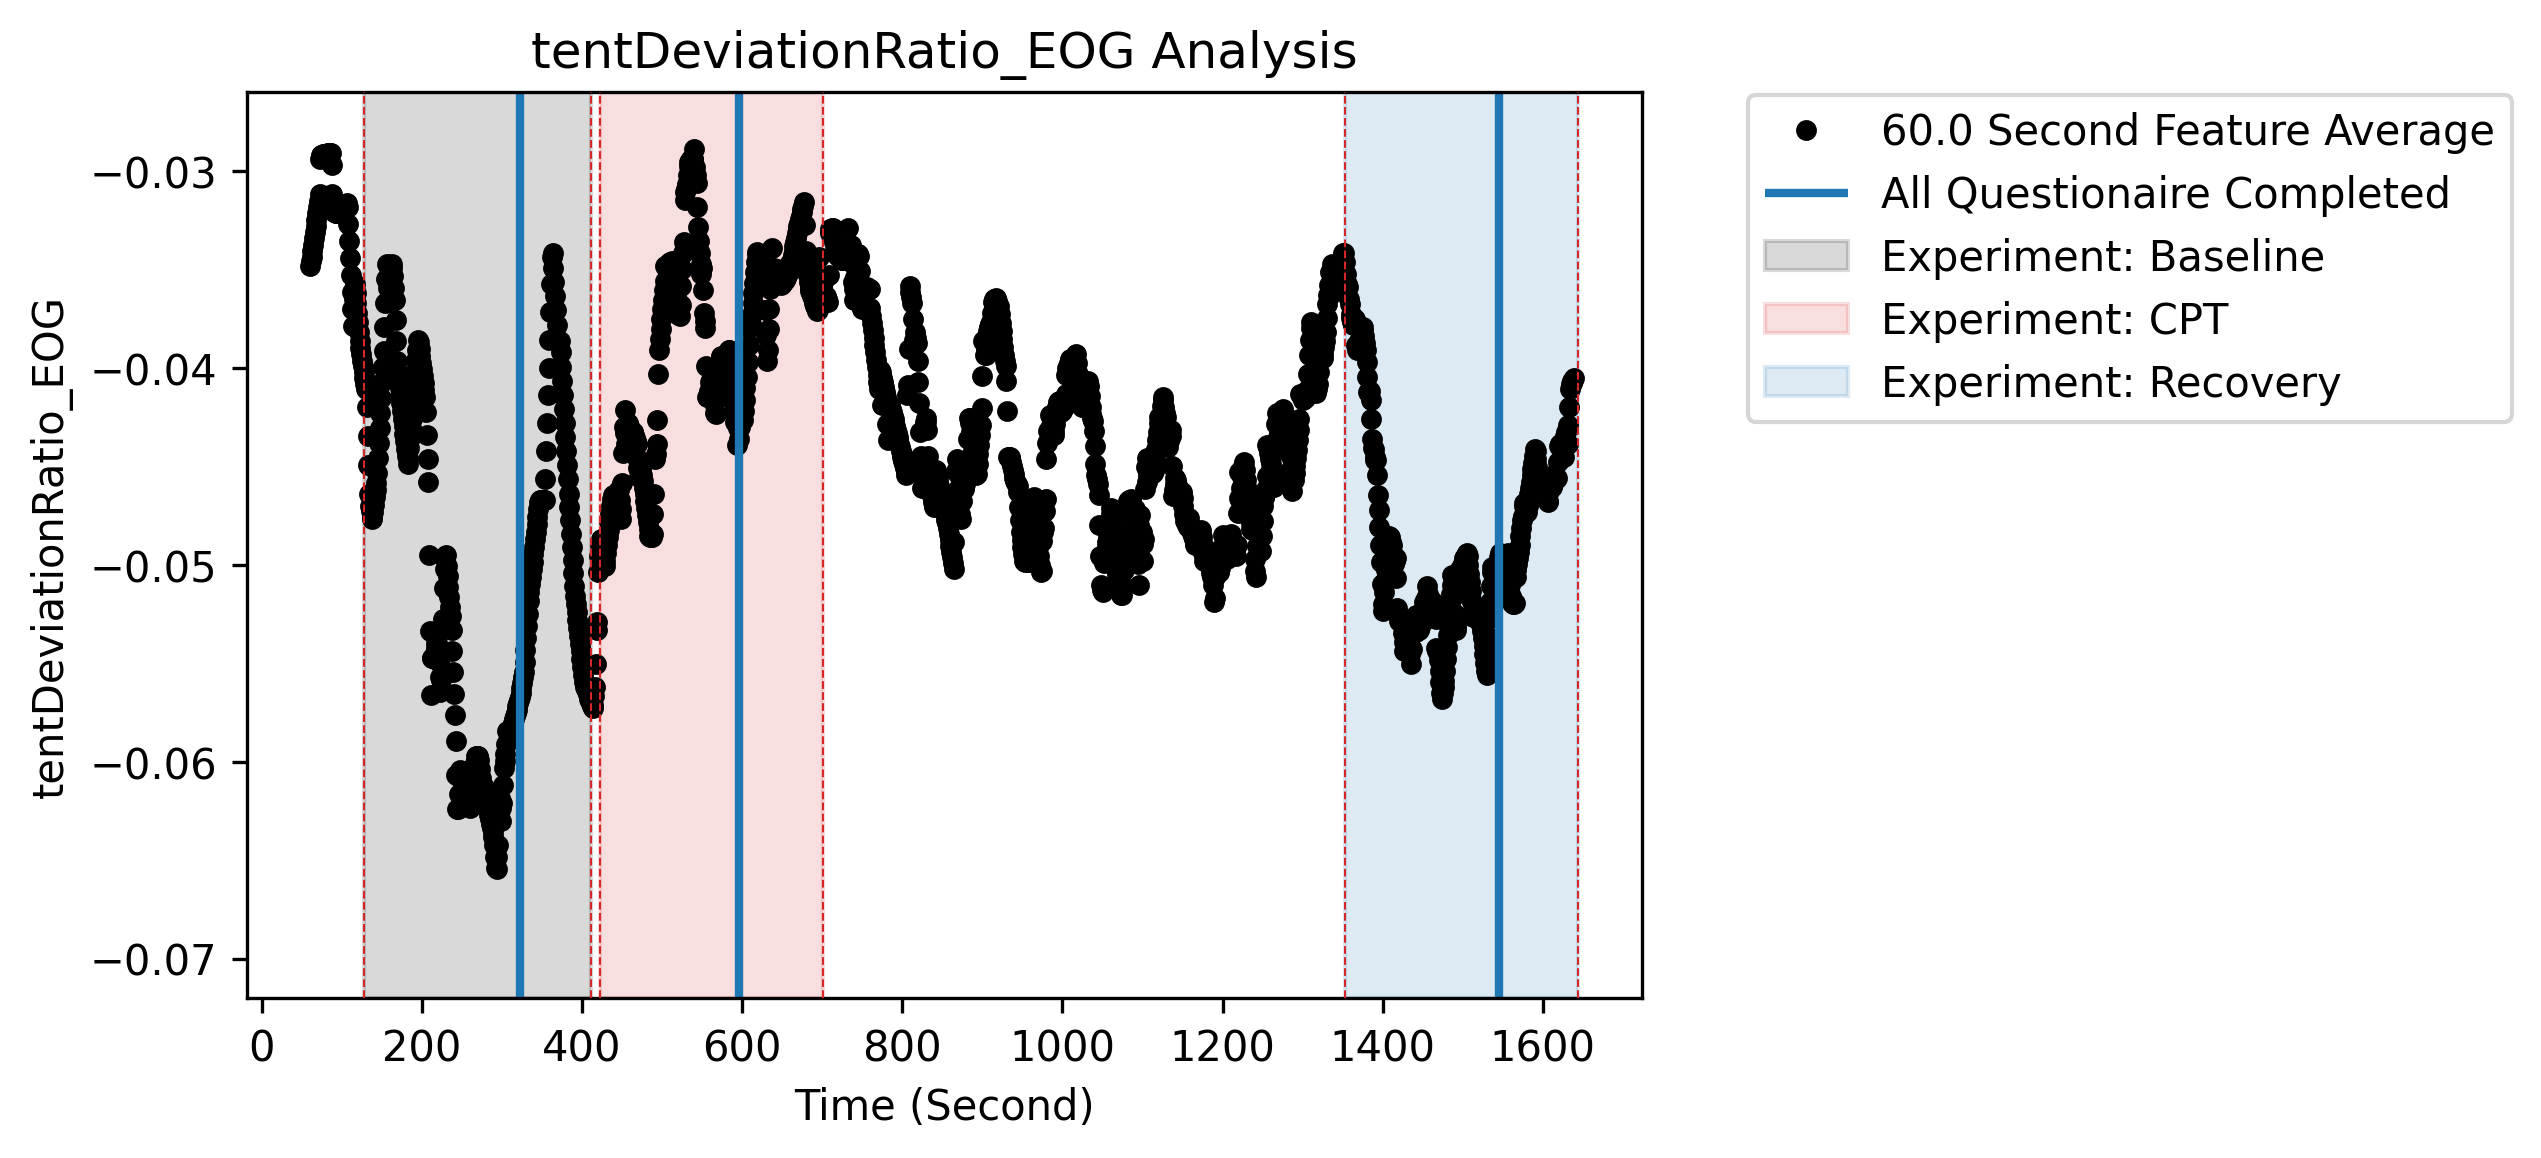 tentDeviationRatio_EOG Analysis
tentDeviationRatio_EOG
−0.03
−0.04
−0.05
−0.06
−0.07
0 200 400 600 800 1000 1200 1400 1600
Time (Second)
60.0 Second Feature Average
All Questionaire Completed
Experiment: Baseline
Experiment: CPT
Experiment: Recovery